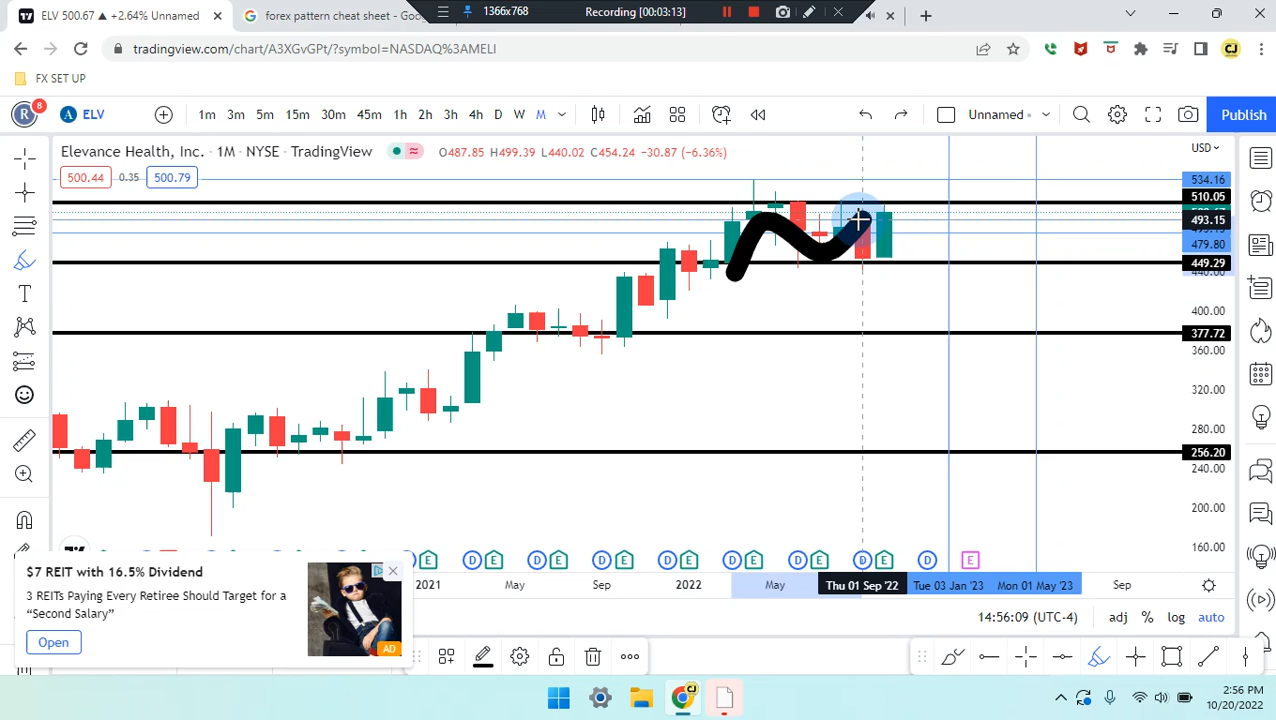 ELV 500.67 ▲ +2.64% Unnamed
forex pattern cheat sheet - Goo
1366x768
Recording [00:03:13]
tradingview.com/chart/A3XGvGPt/?symbol=NASDAQ%3AMELI
FX SET UP
R 8 A ELV 1m 3m 5m 15m 30m 45m 1h 2h 3h 4h D W M Unnamed Publish
Elevance Health, Inc. · 1M · NYSE · TradingView O487.85 H499.39 L440.02 C454.24 -30.87 (-6.36%) USD
500.44 0.35 500.79
534.16
510.05
493.15
479.80
449.29
440.00
400.00
377.72
360.00
320.00
280.00
256.20
240.00
200.00
160.00
D E D E D E D E D E D E D E D E
2021 May Sep 2022 May Thu 01 Sep '22 Tue 03 Jan '23 Mon 01 May '23 Sep
$7 REIT with 16.5% Dividend
3 REITs Paying Every Retiree Should Target for a
“Second Salary”
Open
AD
14:56:09 (UTC-4) adj % log auto
CJ
2:56 PM
10/20/2022